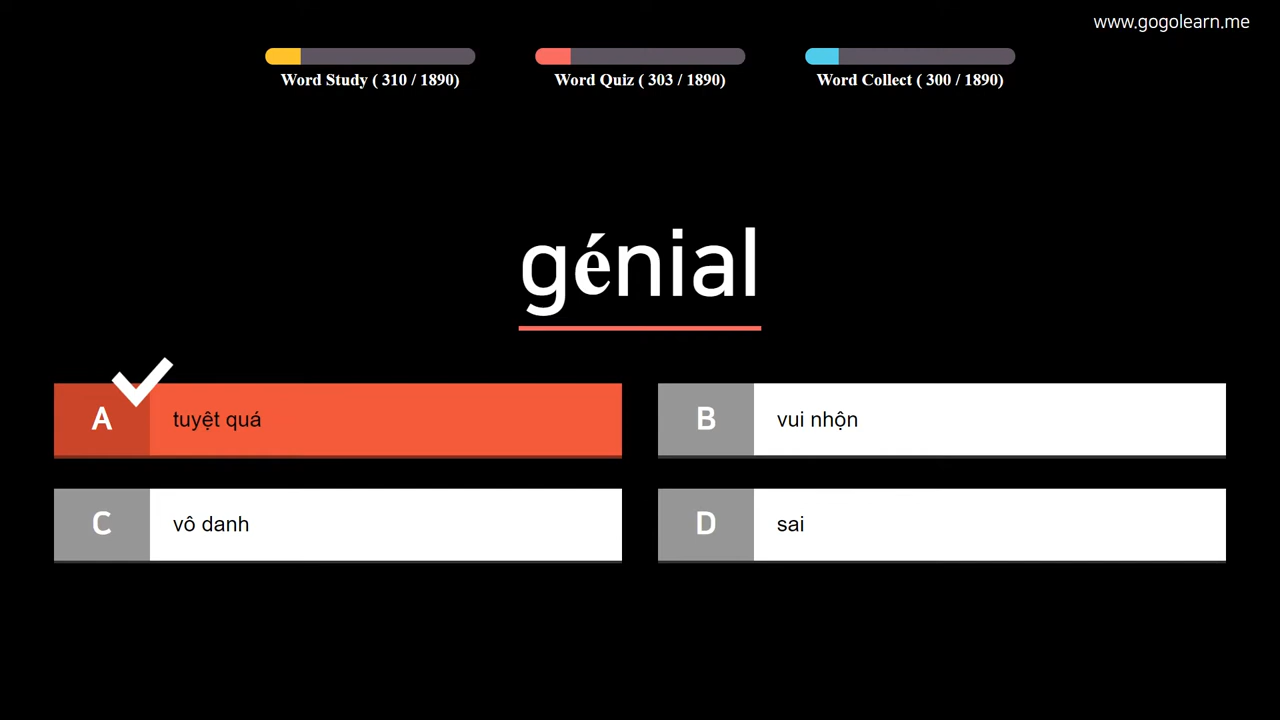 www.gogolearn.me
Word Study ( 310 / 1890)
Word Quiz ( 303 / 1890)
Word Collect ( 300 / 1890)
génial
A tuyệt quá
B vui nhộn
C vô danh
D sai